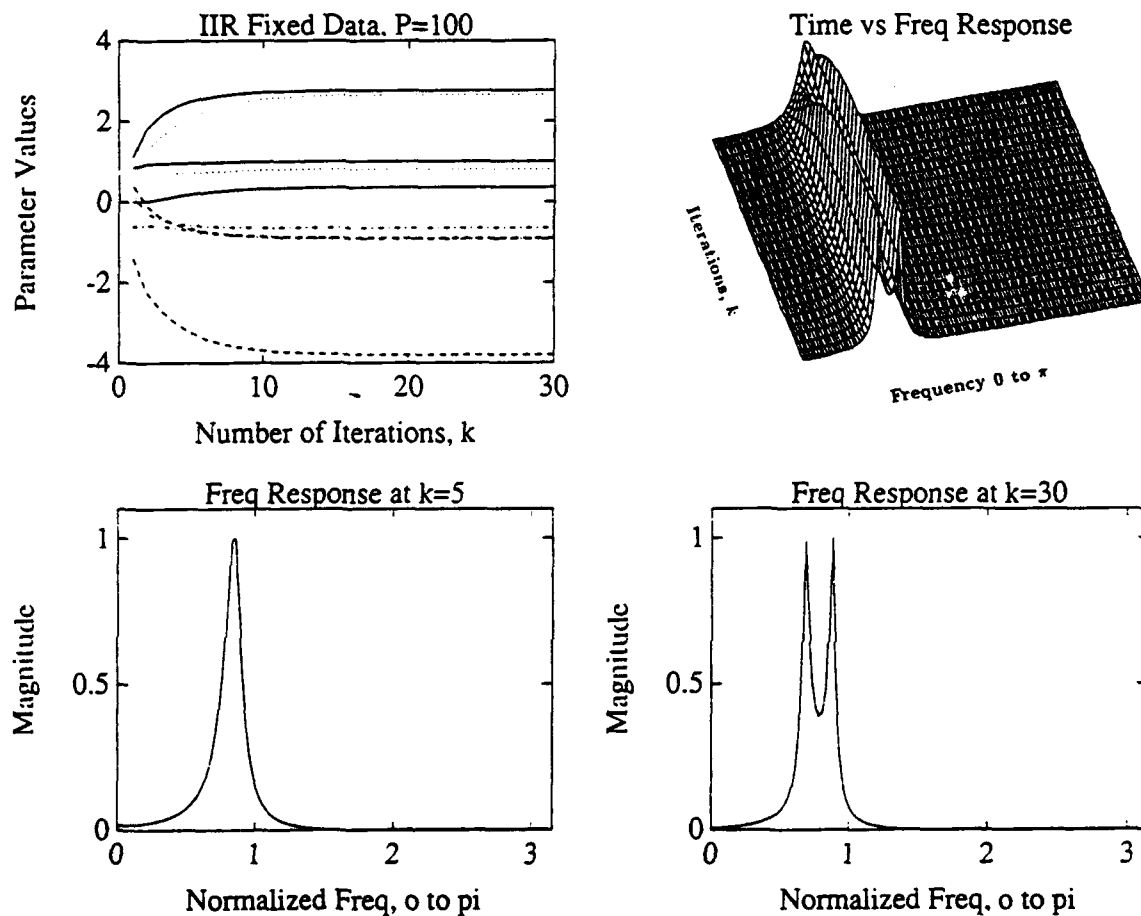 IIR Fixed Data. P=100
Parameter Values
4
2
0
-2
-4
0
10
20
30
Number of Iterations, k
Time vs Freq Response
Iterations, k
Frequency 0 to π
Freq Response at k=5
Magnitude
1
0.5
0
0
1
2
3
Normalized Freq, o to pi
Freq Response at k=30
Magnitude
1
0.5
0
0
1
2
3
Normalized Freq, o to pi